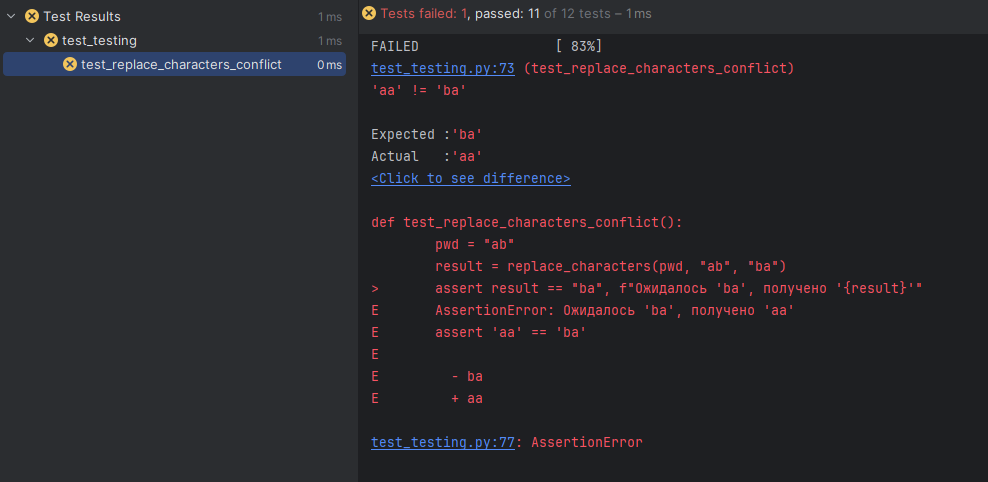 Test Results 1 ms
test_testing 1 ms
test_replace_characters_conflict 0 ms
Tests failed: 1, passed: 11 of 12 tests – 1 ms
FAILED [ 83%]
test_testing.py:73 (test_replace_characters_conflict)
'aa' != 'ba'
Expected :'ba'
Actual :'aa'
<Click to see difference>
def test_replace_characters_conflict():
pwd = "ab"
result = replace_characters(pwd, "ab", "ba")
> assert result == "ba", f"Ожидалось 'ba', получено '{result}'"
E AssertionError: Ожидалось 'ba', получено 'aa'
E assert 'aa' == 'ba'
E
E - ba
E + aa
test_testing.py:77: AssertionError